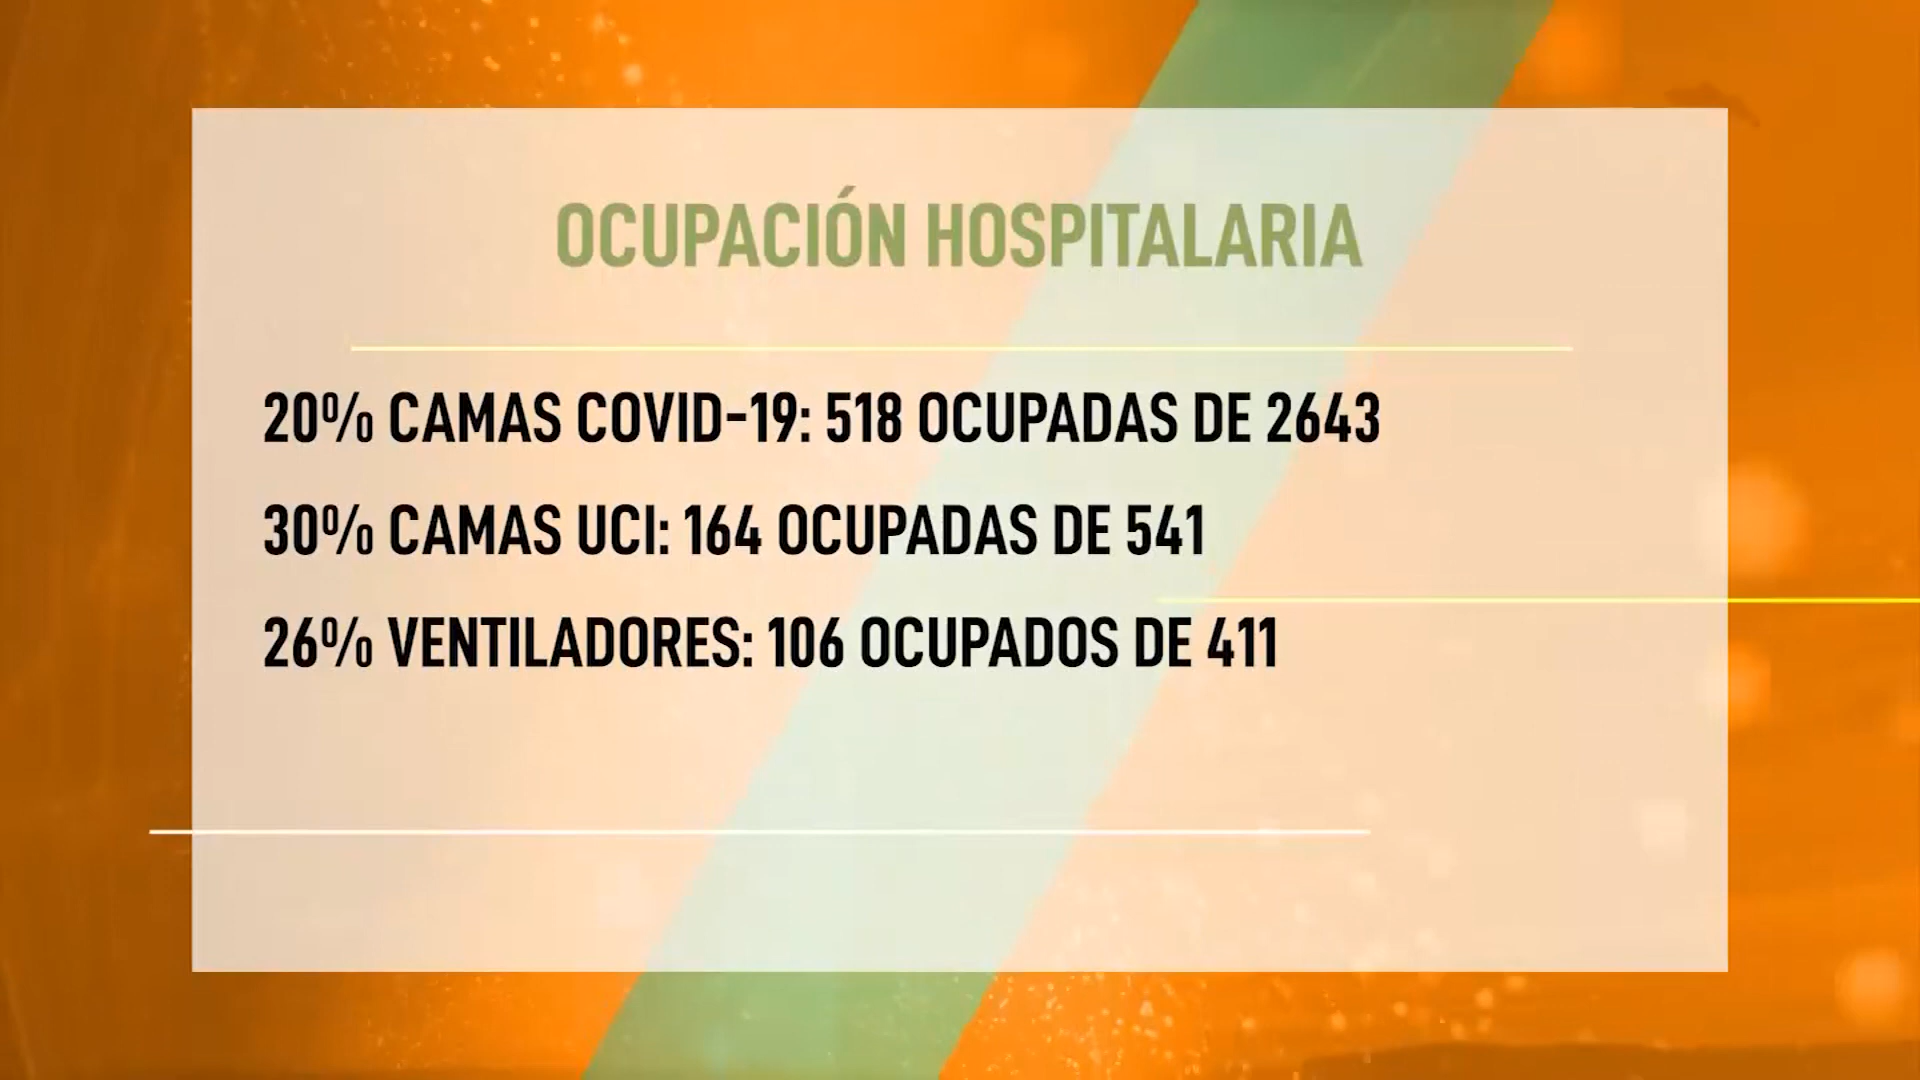 OCUPACIÓN HOSPITALARIA
20% CAMAS COVID-19: 518 OCUPADAS DE 2643
30% CAMAS UCI: 164 OCUPADAS DE 541
26% VENTILADORES: 106 OCUPADOS DE 411